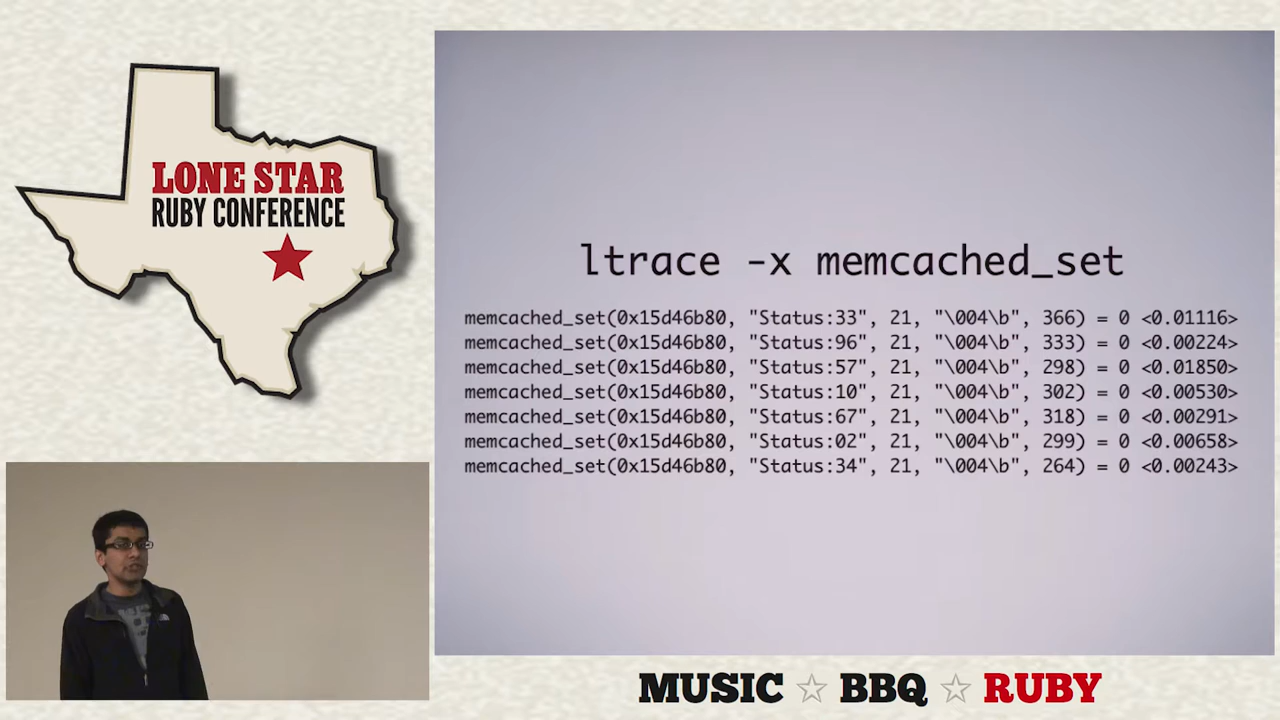 LONE STAR
RUBY CONFERENCE
ltrace -x memcached_set
memcached_set(0x15d46b80, "Status:33", 21, "\004\b", 366) = 0 <0.01116>
memcached_set(0x15d46b80, "Status:96", 21, "\004\b", 333) = 0 <0.00224>
memcached_set(0x15d46b80, "Status:57", 21, "\004\b", 298) = 0 <0.01850>
memcached_set(0x15d46b80, "Status:10", 21, "\004\b", 302) = 0 <0.00530>
memcached_set(0x15d46b80, "Status:67", 21, "\004\b", 318) = 0 <0.00291>
memcached_set(0x15d46b80, "Status:02", 21, "\004\b", 299) = 0 <0.00658>
memcached_set(0x15d46b80, "Status:34", 21, "\004\b", 264) = 0 <0.00243>
MUSIC ☆ BBQ ☆ RUBY